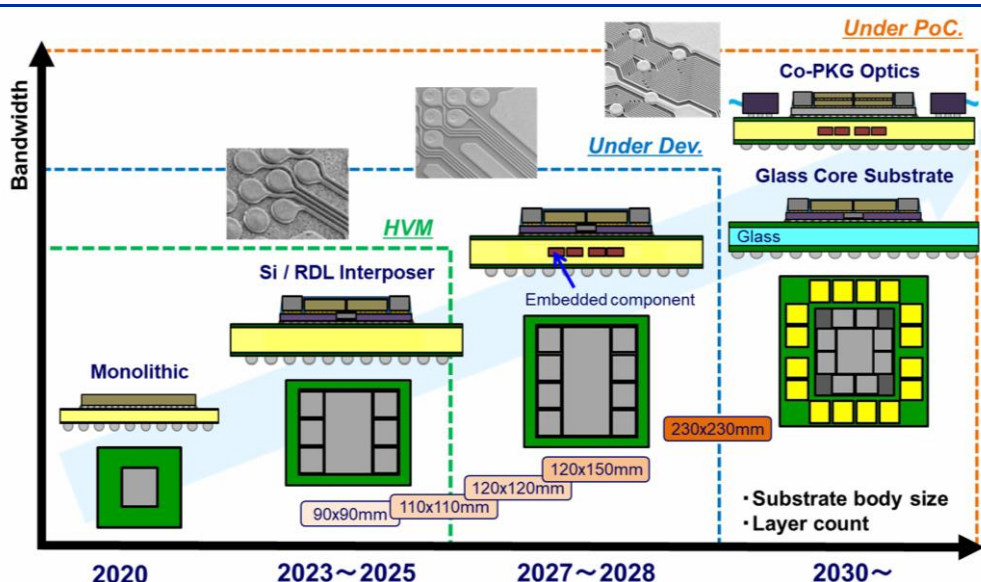 Under PoC.
Co-PKG Optics
Bandwidth
Under Dev.
Glass Core Substrate
HVM
Glass
Si / RDL Interposer
Embedded component
Monolithic
230x230mm
120x150mm
120x120mm
110x110mm
90x90mm
・Substrate body size
・Layer count
2020
2023～2025
2027～2028
2030～